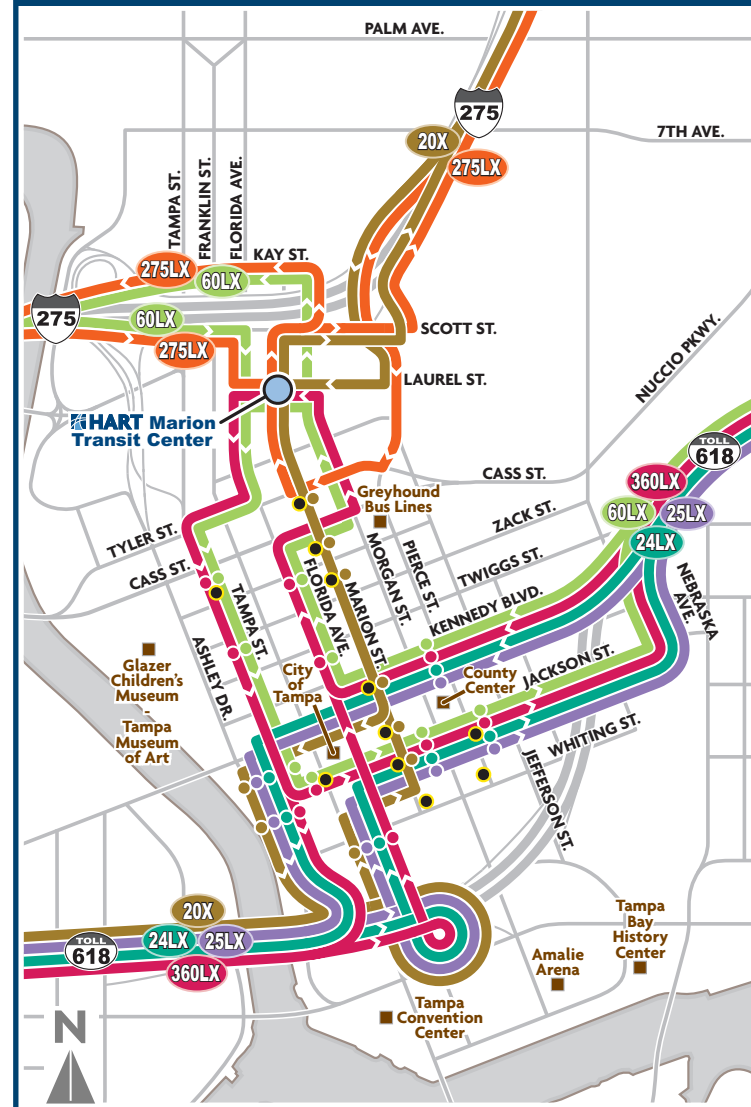 PALM AVE.
275
20X
7TH AVE.
275LX
TAMPA ST.
FRANKLIN ST.
FLORIDA AVE.
KAY ST.
275LX
60LX
275
60LX
275LX
SCOTT ST.
LAUREL ST.
NUCCIO PKWY.
HART Marion
Transit Center
TOLL
618
CASS ST.
360LX
Greyhound
Bus Lines
60LX
25LX
24LX
ZACK ST.
TYLER ST.
CASS ST.
TWIGGS ST.
PIERCE ST.
MORGAN ST.
KENNEDY BLVD.
NEBRASKA
AVE.
TAMPA ST.
FLORIDA AVE.
MARION ST.
ASHLEY DR.
Glazer
Children's
Museum
-
Tampa
Museum
of Art
City
of
Tampa
County
Center
JACKSON ST.
WHITING ST.
JEFFERSON ST.
20X
24LX
25LX
TOLL
618
360LX
Tampa
Bay
History
Center
Amalie
Arena
Tampa
Convention
Center
N